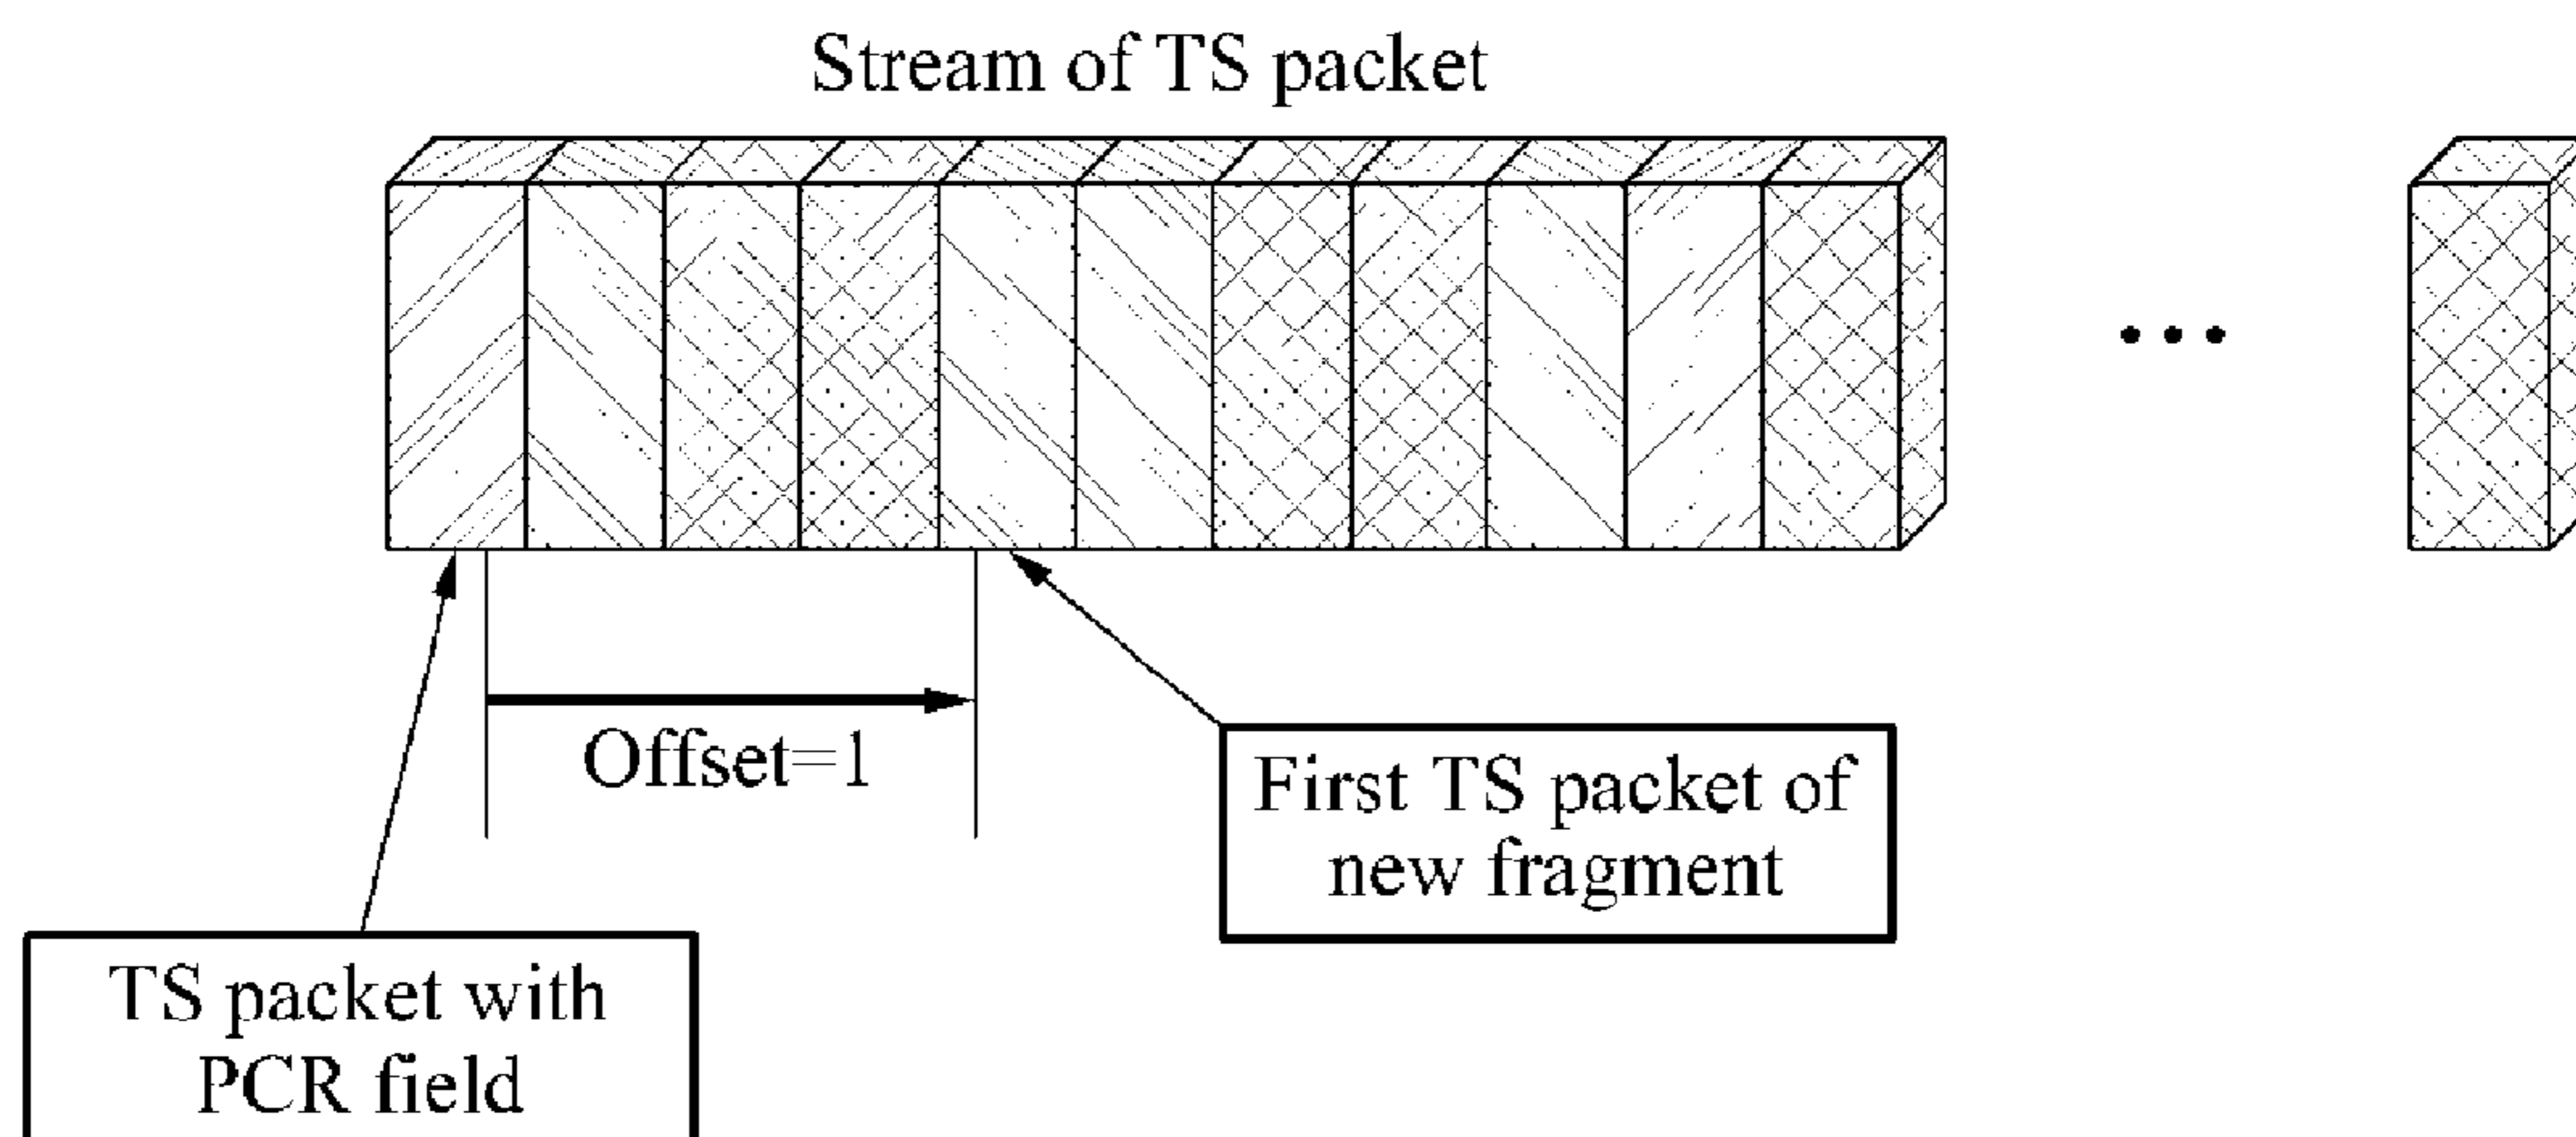 Stream of TS packet
Offset=1
First TS packet of
new fragment
TS packet with
PCR field